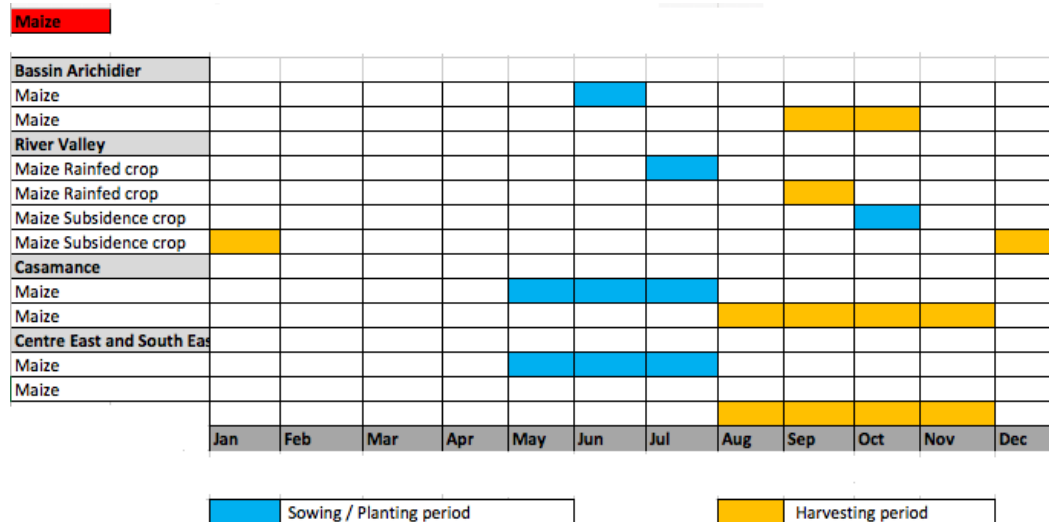 Maize
Bassin Arichidier
Maize
Maize
River Valley
Maize Rainfed crop
Maize Rainfed crop
Maize Subsidence crop
Maize Subsidence crop
Casamance
Maize
Maize
Centre East and South Eas
Maize
Maize
Jan Feb Mar Apr May Jun Jul Aug Sep Oct Nov Dec
Sowing / Planting period Harvesting period